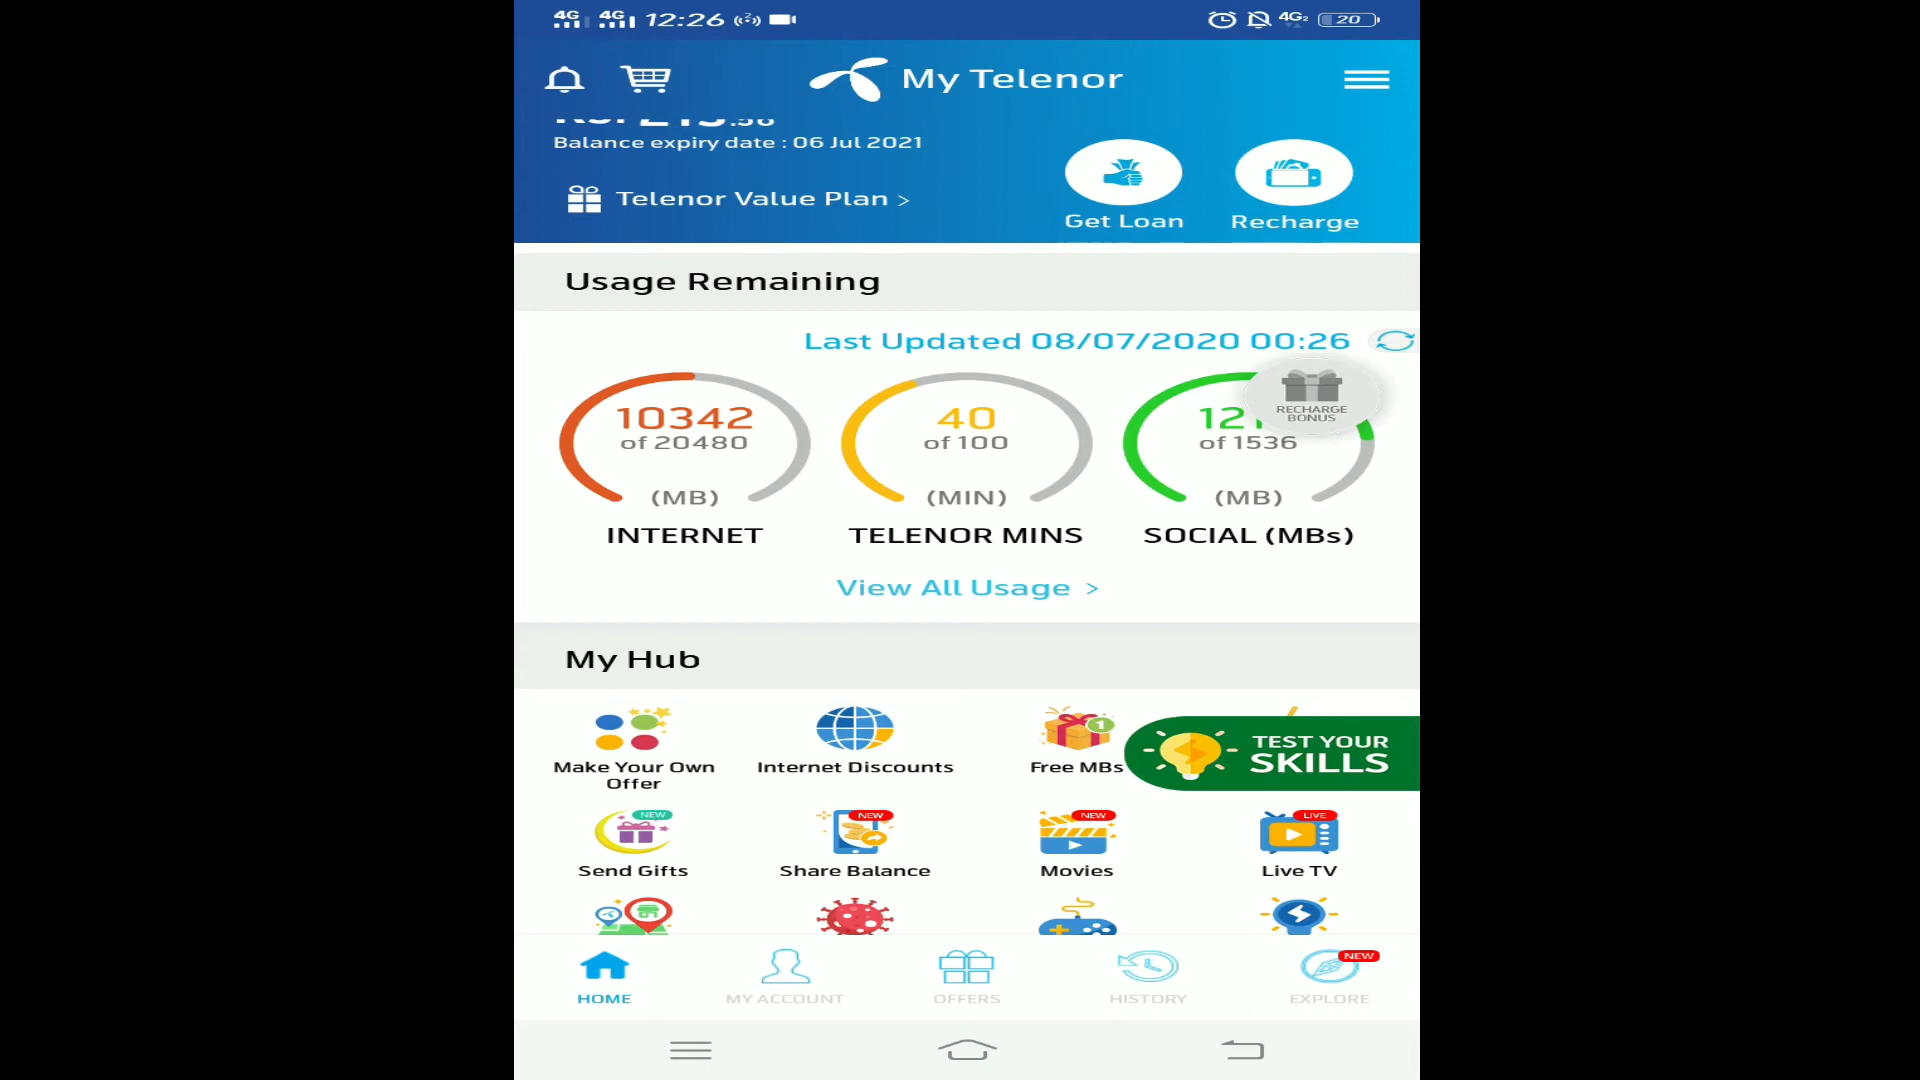 4G 4G 12:26
4G2 20
My Telenor
Balance expiry date : 06 Jul 2021
Telenor Value Plan >
Get Loan
Recharge
Usage Remaining
Last Updated 08/07/2020 00:26
10342
of 20480
(MB)
INTERNET
40
of 100
(MIN)
TELENOR MINS
of 1536
(MB)
SOCIAL (MBs)
RECHARGE
BONUS
View All Usage >
My Hub
Make Your Own
Offer
Internet Discounts
1
Free MBs
TEST YOUR
SKILLS
NEW
Send Gifts
NEW
Share Balance
NEW
Movies
LIVE
Live TV
HOME
MY ACCOUNT
OFFERS
HISTORY
NEW
EXPLORE